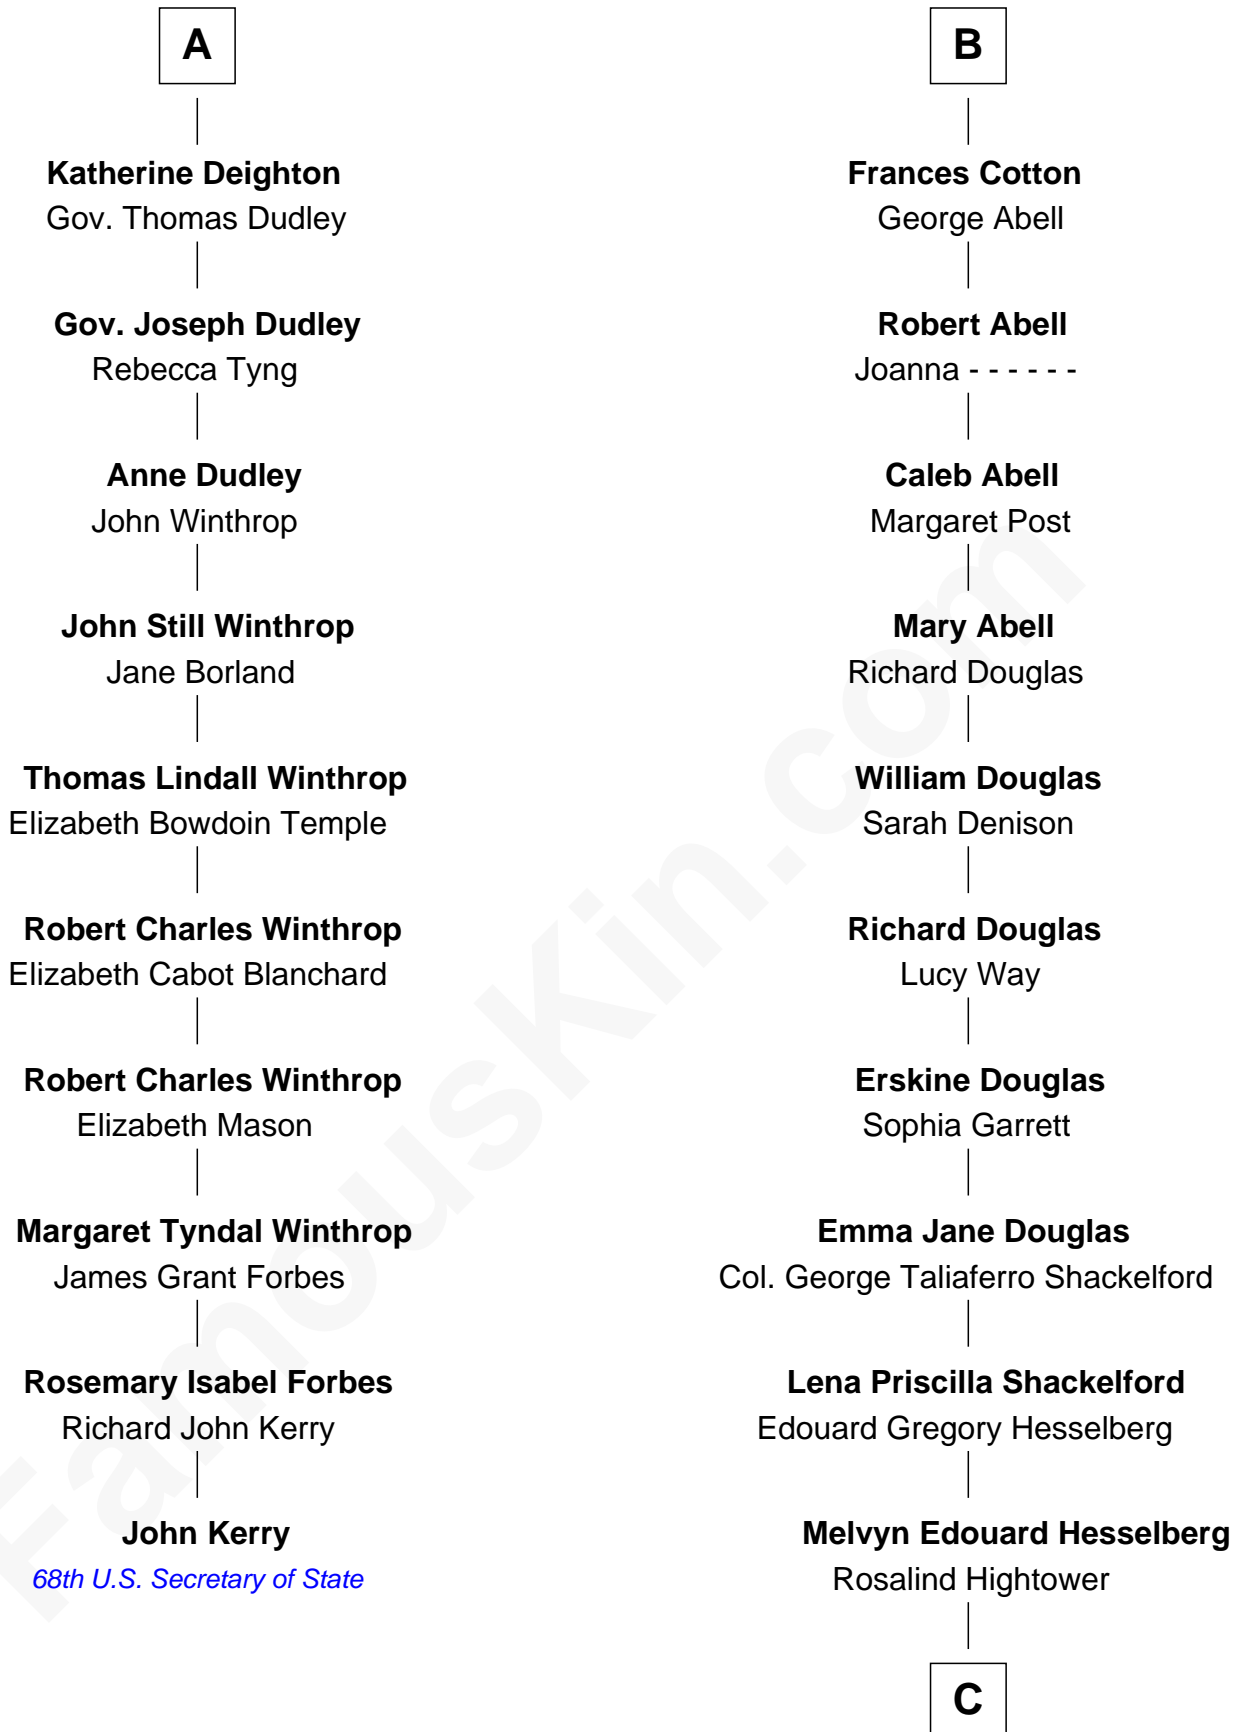 A
Katherine Deighton
Gov. Thomas Dudley
Gov. Joseph Dudley
Rebecca Tyng
Anne Dudley
John Winthrop
John Still Winthrop
Jane Borland
Thomas Lindall Winthrop
Elizabeth Bowdoin Temple
Robert Charles Winthrop
Elizabeth Cabot Blanchard
Robert Charles Winthrop
Elizabeth Mason
Margaret Tyndal Winthrop
James Grant Forbes
Rosemary Isabel Forbes
Richard John Kerry
John Kerry
68th U.S. Secretary of State
B
Frances Cotton
George Abell
Robert Abell
Joanna - - - - - -
Caleb Abell
Margaret Post
Mary Abell
Richard Douglas
William Douglas
Sarah Denison
Richard Douglas
Lucy Way
Erskine Douglas
Sophia Garrett
Emma Jane Douglas
Col. George Taliaferro Shackelford
Lena Priscilla Shackelford
Edouard Gregory Hesselberg
Melvyn Edouard Hesselberg
Rosalind Hightower
C
FamousKin.com